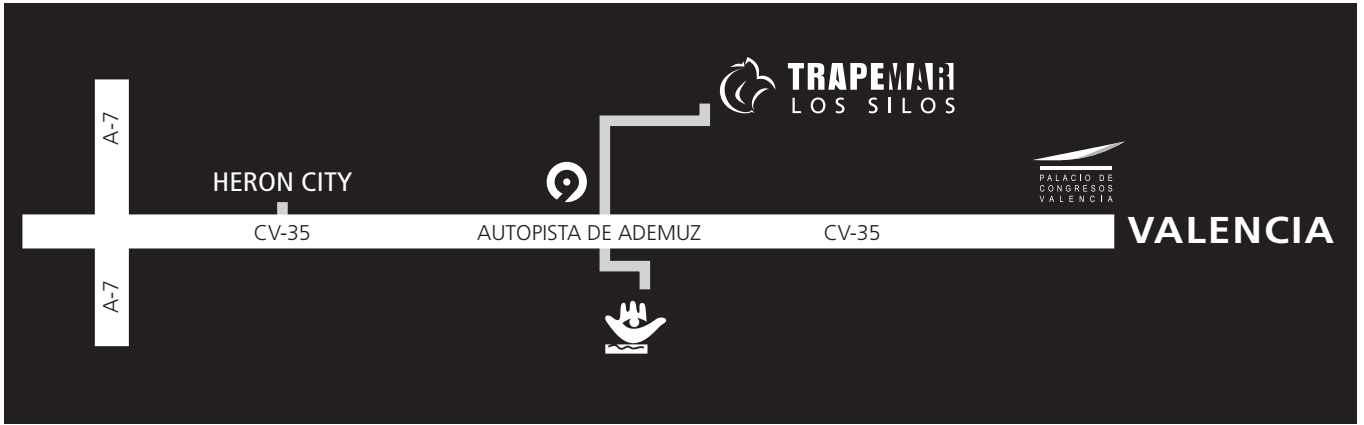 TRAPEMAR
LOS SILOS
A-7
HERON CITY
PALACIO DE
CONGRESOS
VALENCIA
CV-35
AUTOPISTA DE ADEMUZ
CV-35
VALENCIA
A-7